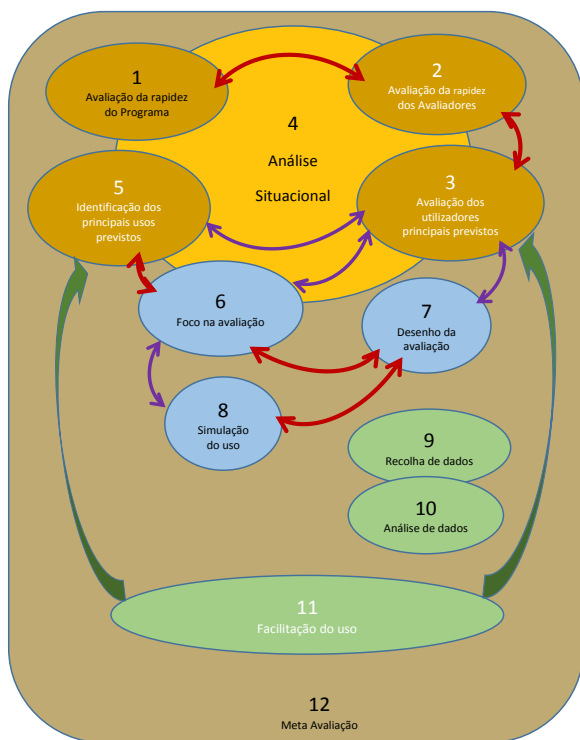 1
Avaliação da rapidez
do Programa
2
Avaliação da rapidez
dos Avaliadores
4
Análise
Situacional
5
Identificação dos
principais usos
previstos
3
Avaliação dos
utilizadores
principais previstos
6
Foco na avaliação
7
Desenho da
avaliação
8
Simulação
do uso
9
Recolha de dados
10
Análise de dados
11
Facilitação do uso
12
Meta Avaliação